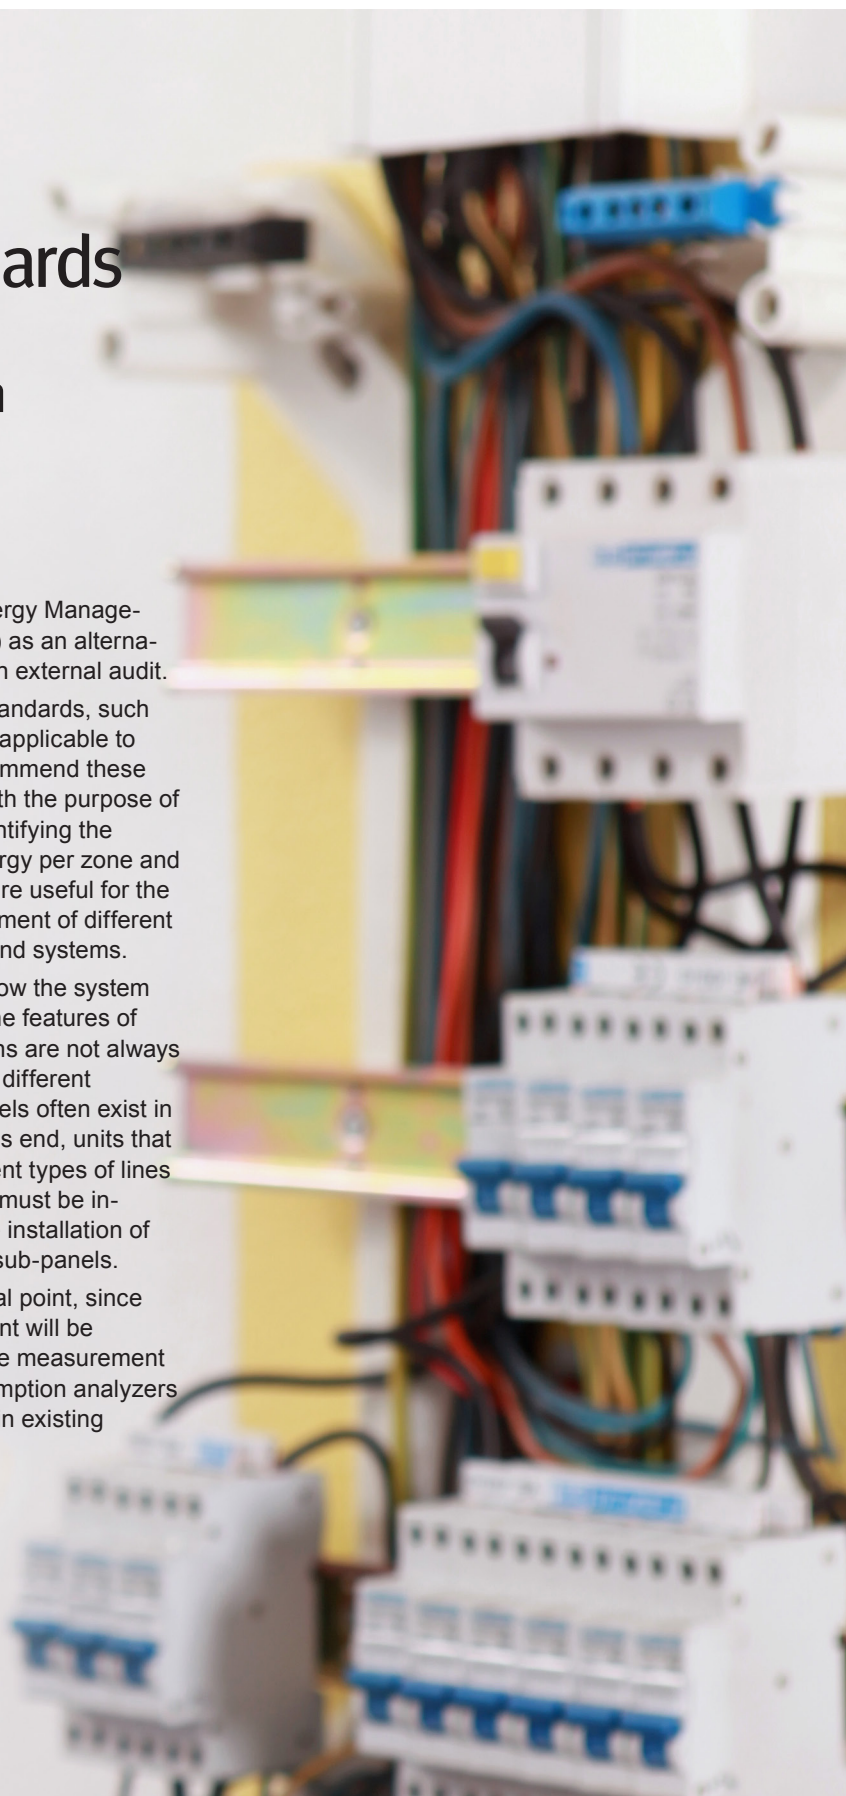 ards
n
ergy Manage-
) as an alterna-
n external audit.
andards, such
applicable to
mmend these
th the purpose of
ntifying the
rgy per zone and
re useful for the
ment of different
nd systems.
ow the system
ne features of
ns are not always
different
els often exist in
s end, units that
ent types of lines
must be in-
installation of
sub-panels.
al point, since
nt will be
e measurement
mption analyzers
n existing